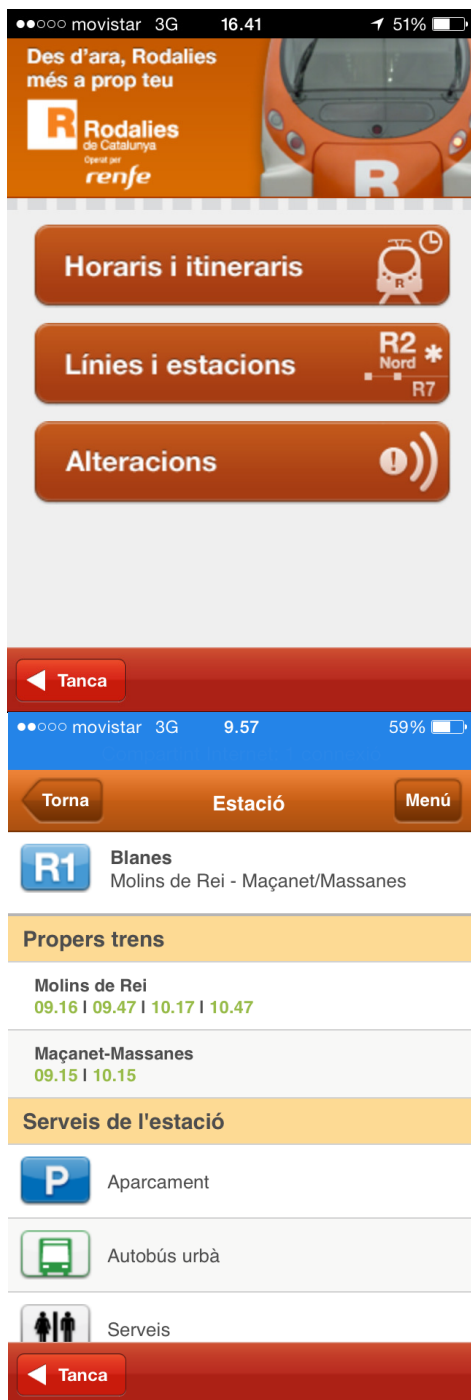 movistar 3G 16.41 51%
Des d'ara, Rodalies
més a prop teu
R Rodalies
de Catalunya
Operat per
renfe
R
Horaris i itineraris
R
Línies i estacions
R2
Nord *
R7
Alteracions
!
Tanca
movistar 3G 9.57 59%
Torna Estació Menú
R1 Blanes
Molins de Rei - Maçanet/Massanes
Propers trens
Molins de Rei
09.16 I 09.47 I 10.17 I 10.47
Maçanet-Massanes
09.15 I 10.15
Serveis de l'estació
P Aparcament
Autobús urbà
Serveis
Tanca